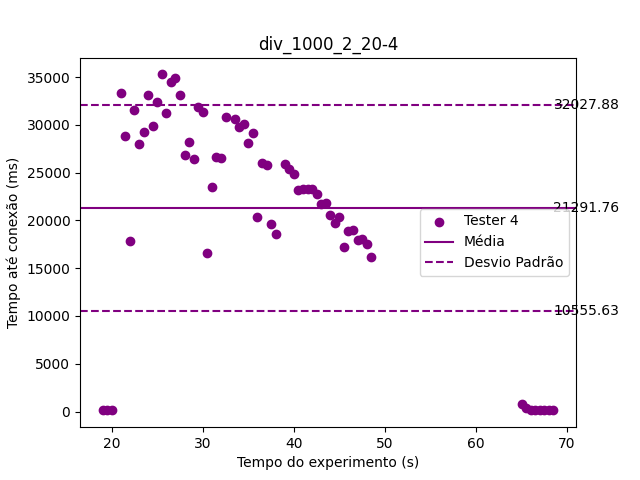 div_1000_2_20-4
35000
32027.88
30000
25000
21291.76
20000
Tester 4
Média
Desvio Padrão
15000
10555.63
10000
5000
0
20 30 40 50 60 70
Tempo do experimento (s)
Tempo até conexão (ms)